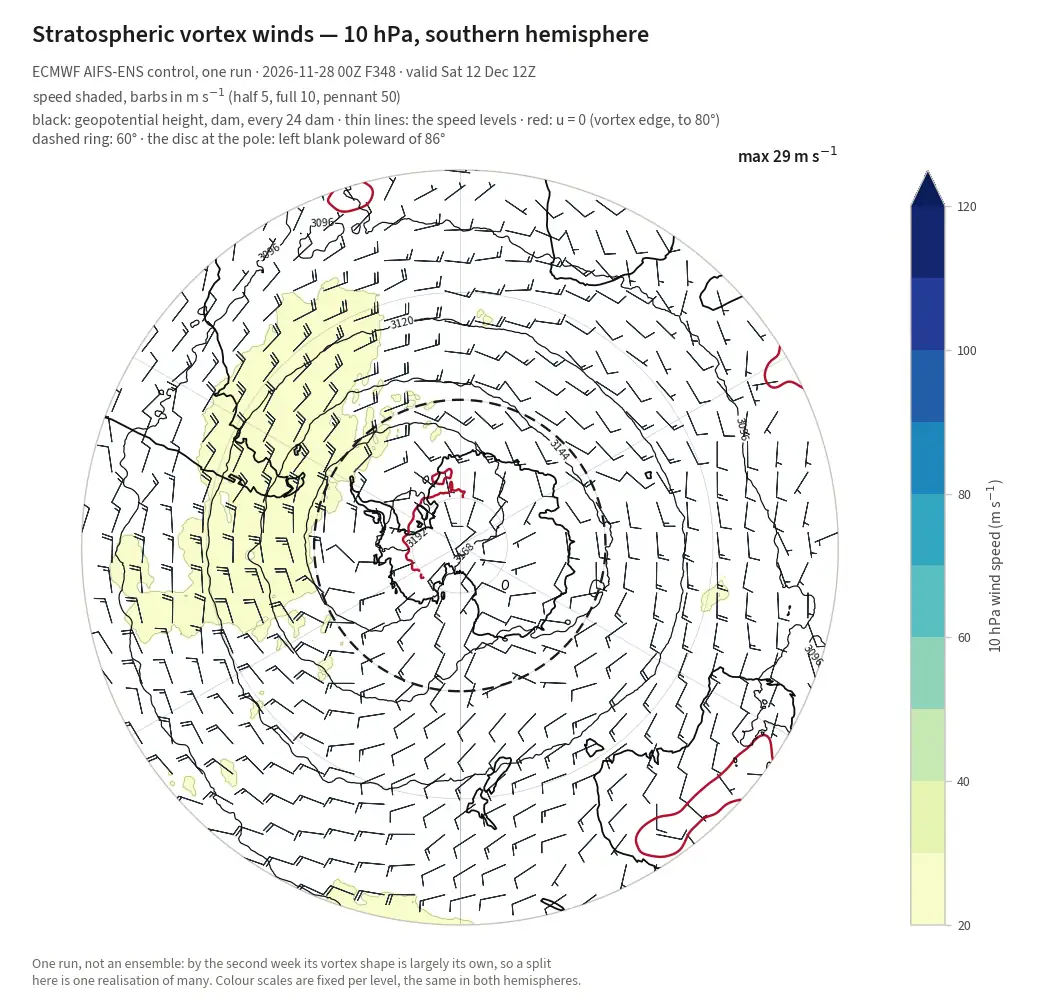 Stratospheric vortex winds — 10 hPa, southern hemisphere
ECMWF AIFS-ENS control, one run · 2026-11-28 00Z F348 · valid Sat 12 Dec 12Z
speed shaded, barbs in m s⁻¹ (half 5, full 10, pennant 50)
black: geopotential height, dam, every 24 dam · thin lines: the speed levels · red: u = 0 (vortex edge, to 80°)
dashed ring: 60° · the disc at the pole: left blank poleward of 86°
max 29 m s⁻¹
120
100
80
60
40
20
10 hPa wind speed (m s⁻¹)
3096
3096
3120
3144
3096
3192
3168
3096
One run, not an ensemble: by the second week its vortex shape is largely its own, so a split
here is one realisation of many. Colour scales are fixed per level, the same in both hemispheres.